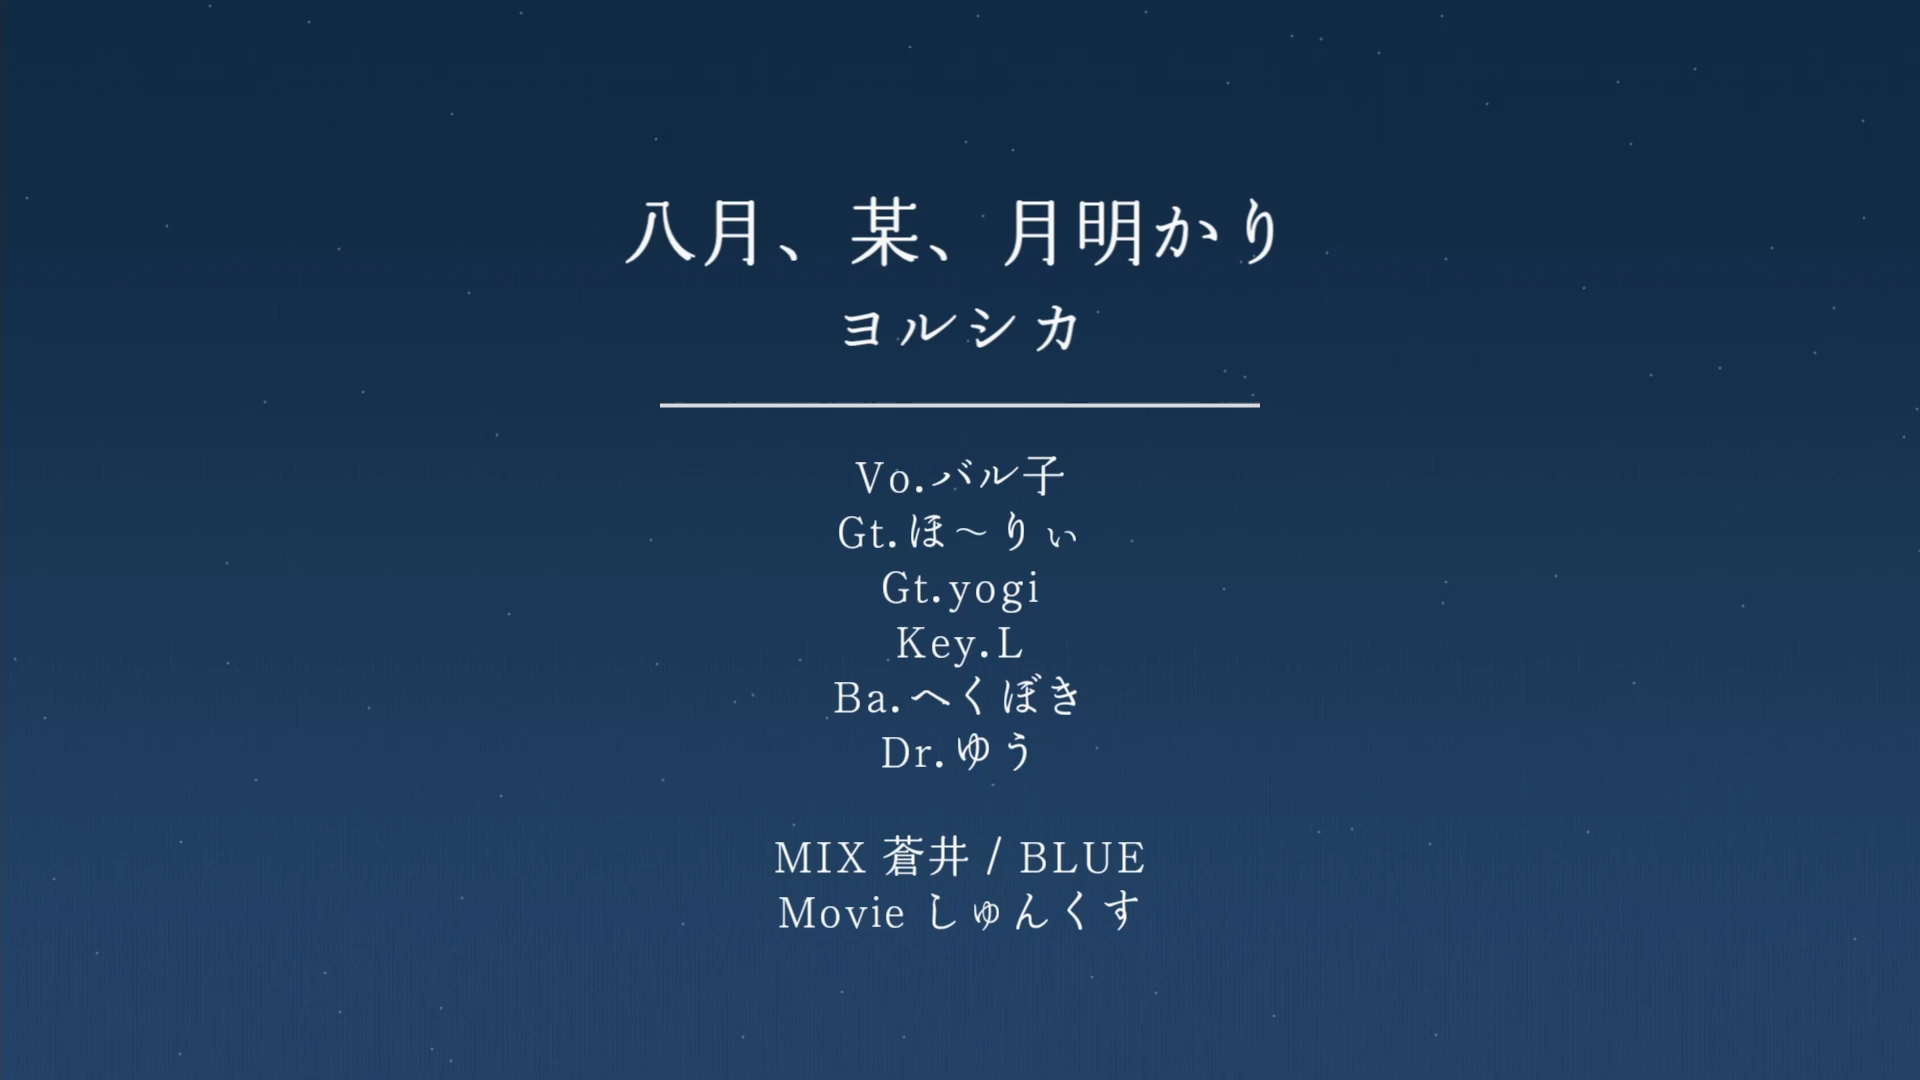 八月、某、月明かり
ヨルシカ
Vo.バル子
Gt.ほ〜りぃ
Gt.yogi
Key.L
Ba.へくぼき
Dr.ゆう
MIX 蒼井 / BLUE
Movie しゅんくす